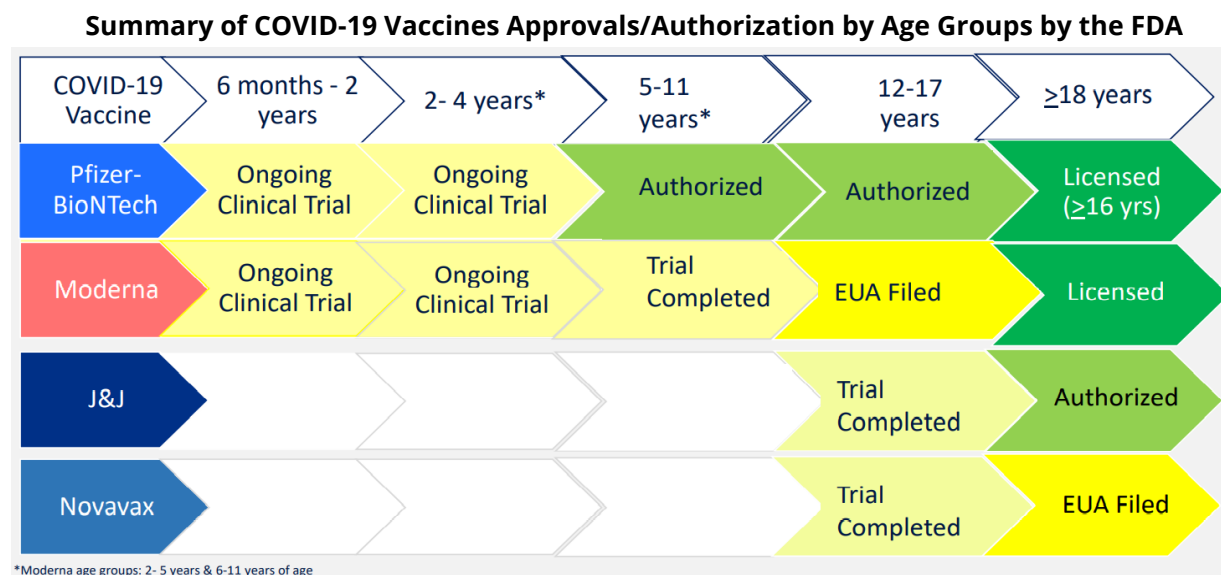 Summary of COVID-19 Vaccines Approvals/Authorization by Age Groups by the FDA
COVID-19
Vaccine
6 months - 2
years
2- 4 years*
5-11
years*
12-17
years
≥18 years
Pfizer-
BioNTech
Ongoing
Clinical Trial
Ongoing
Clinical Trial
Authorized
Authorized
Licensed
(≥16 yrs)
Moderna
Ongoing
Clinical Trial
Ongoing
Clinical Trial
Trial
Completed
EUA Filed
Licensed
J&J
Trial
Completed
Authorized
Novavax
Trial
Completed
EUA Filed
*Moderna age groups: 2- 5 years & 6-11 years of age